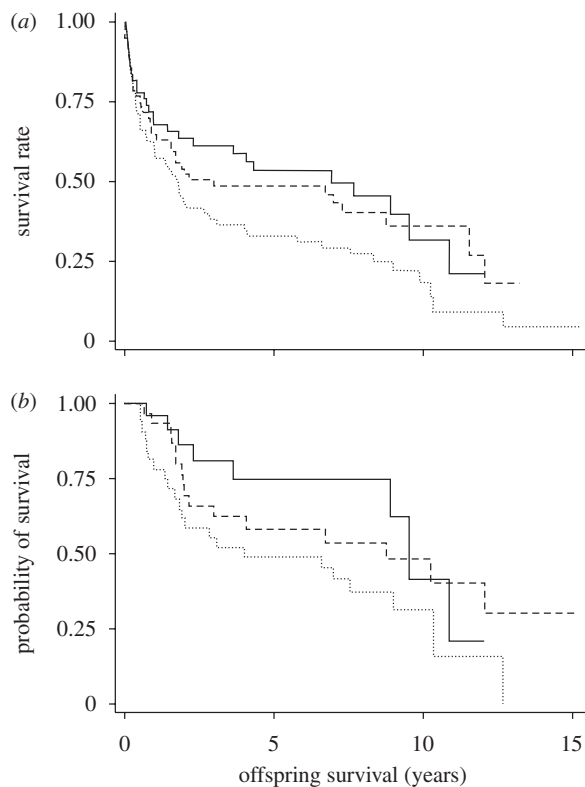 (a)
1.00
0.75
0.50
0.25
0
survival rate
(b)
1.00
0.75
0.50
0.25
0
probability of survival
0 5 10 15
offspring survival (years)